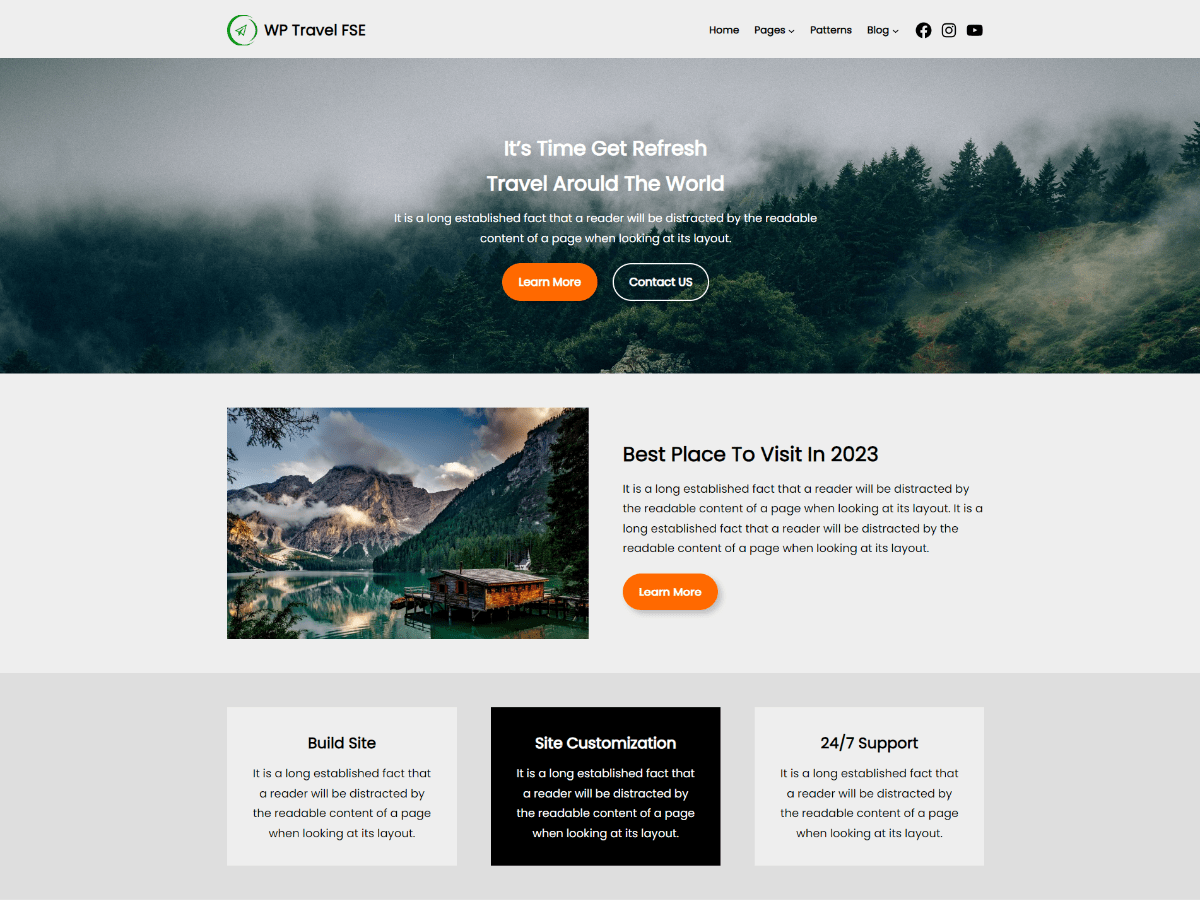 WP Travel FSE
Home Pages Patterns Blog
It's Time Get Refresh
Travel Arould The World
It is a long established fact that a reader will be distracted by the readable
content of a page when looking at its layout.
Learn More Contact US
Best Place To Visit In 2023
It is a long established fact that a reader will be distracted by
the readable content of a page when looking at its layout. It is a
long established fact that a reader will be distracted by the
readable content of a page when looking at its layout.
Learn More
Build Site
It is a long established fact that
a reader will be distracted by
the readable content of a page
when looking at its layout.
Site Customization
It is a long established fact that
a reader will be distracted by
the readable content of a page
when looking at its layout.
24/7 Support
It is a long established fact that
a reader will be distracted by
the readable content of a page
when looking at its layout.